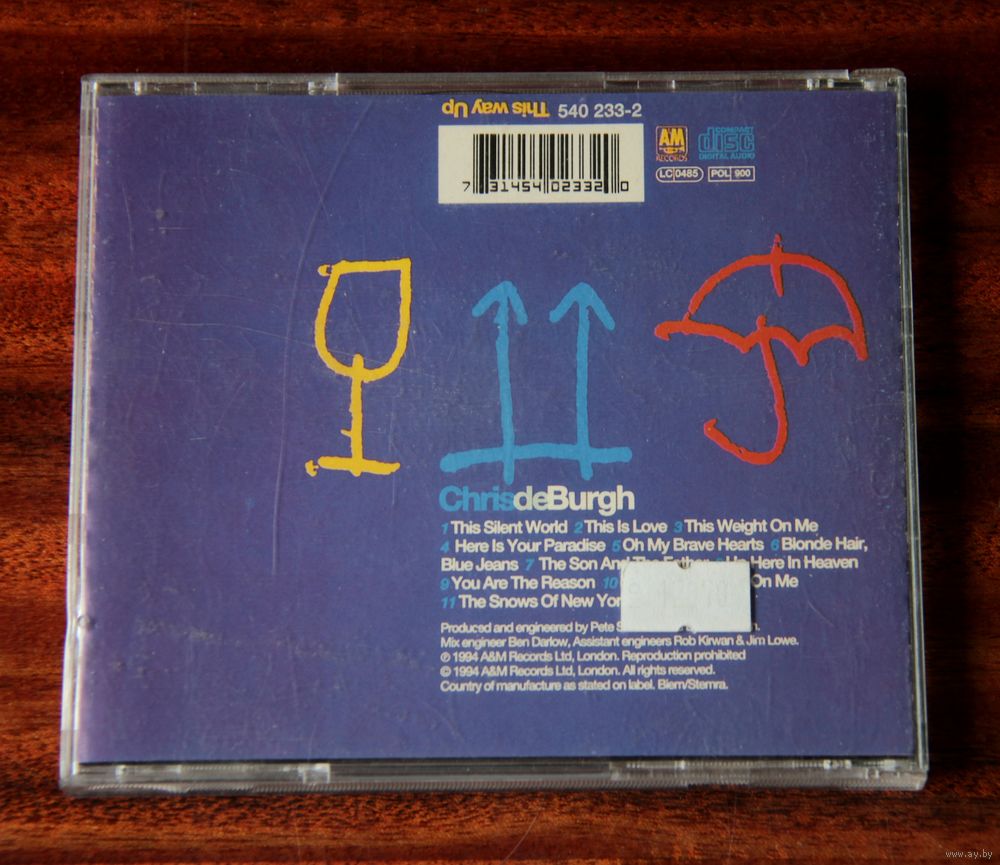 This way Up 540 233-2
7 31454 02332 0
A&M
RECORDS
COMPACT
disc
DIGITAL AUDIO
LC 0485 POL 900
ChrisdeBurgh
1 This Silent World 2 This Is Love 3 This Weight On Me
4 Here Is Your Paradise 5 Oh My Brave Hearts 6 Blonde Hair,
Blue Jeans 7 The Son And The Father Here In Heaven
9 You Are The Reason 10 On Me
11 The Snows Of New
Produced and engineered by Pete
Mix engineer Ben Darlow, Assistant engineers Rob Kirwan & Jim Lowe.
℗ 1994 A&M Records Ltd, London. Reproduction prohibited
© 1994 A&M Records Ltd, London. All rights reserved.
Country of manufacture as stated on label. Biem/Stemra.
www.ay.by